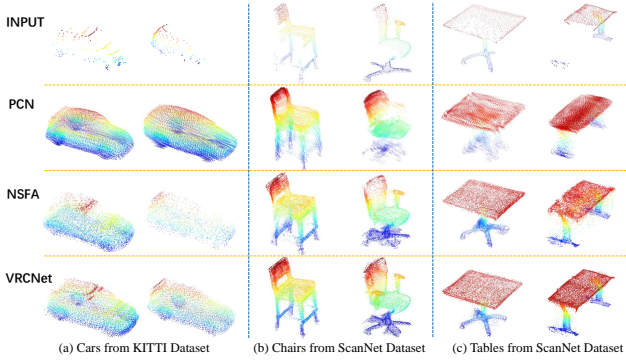 INPUT
PCN
NSFA
VRCNet
(a) Cars from KITTI Dataset (b) Chairs from ScanNet Dataset (c) Tables from ScanNet Dataset